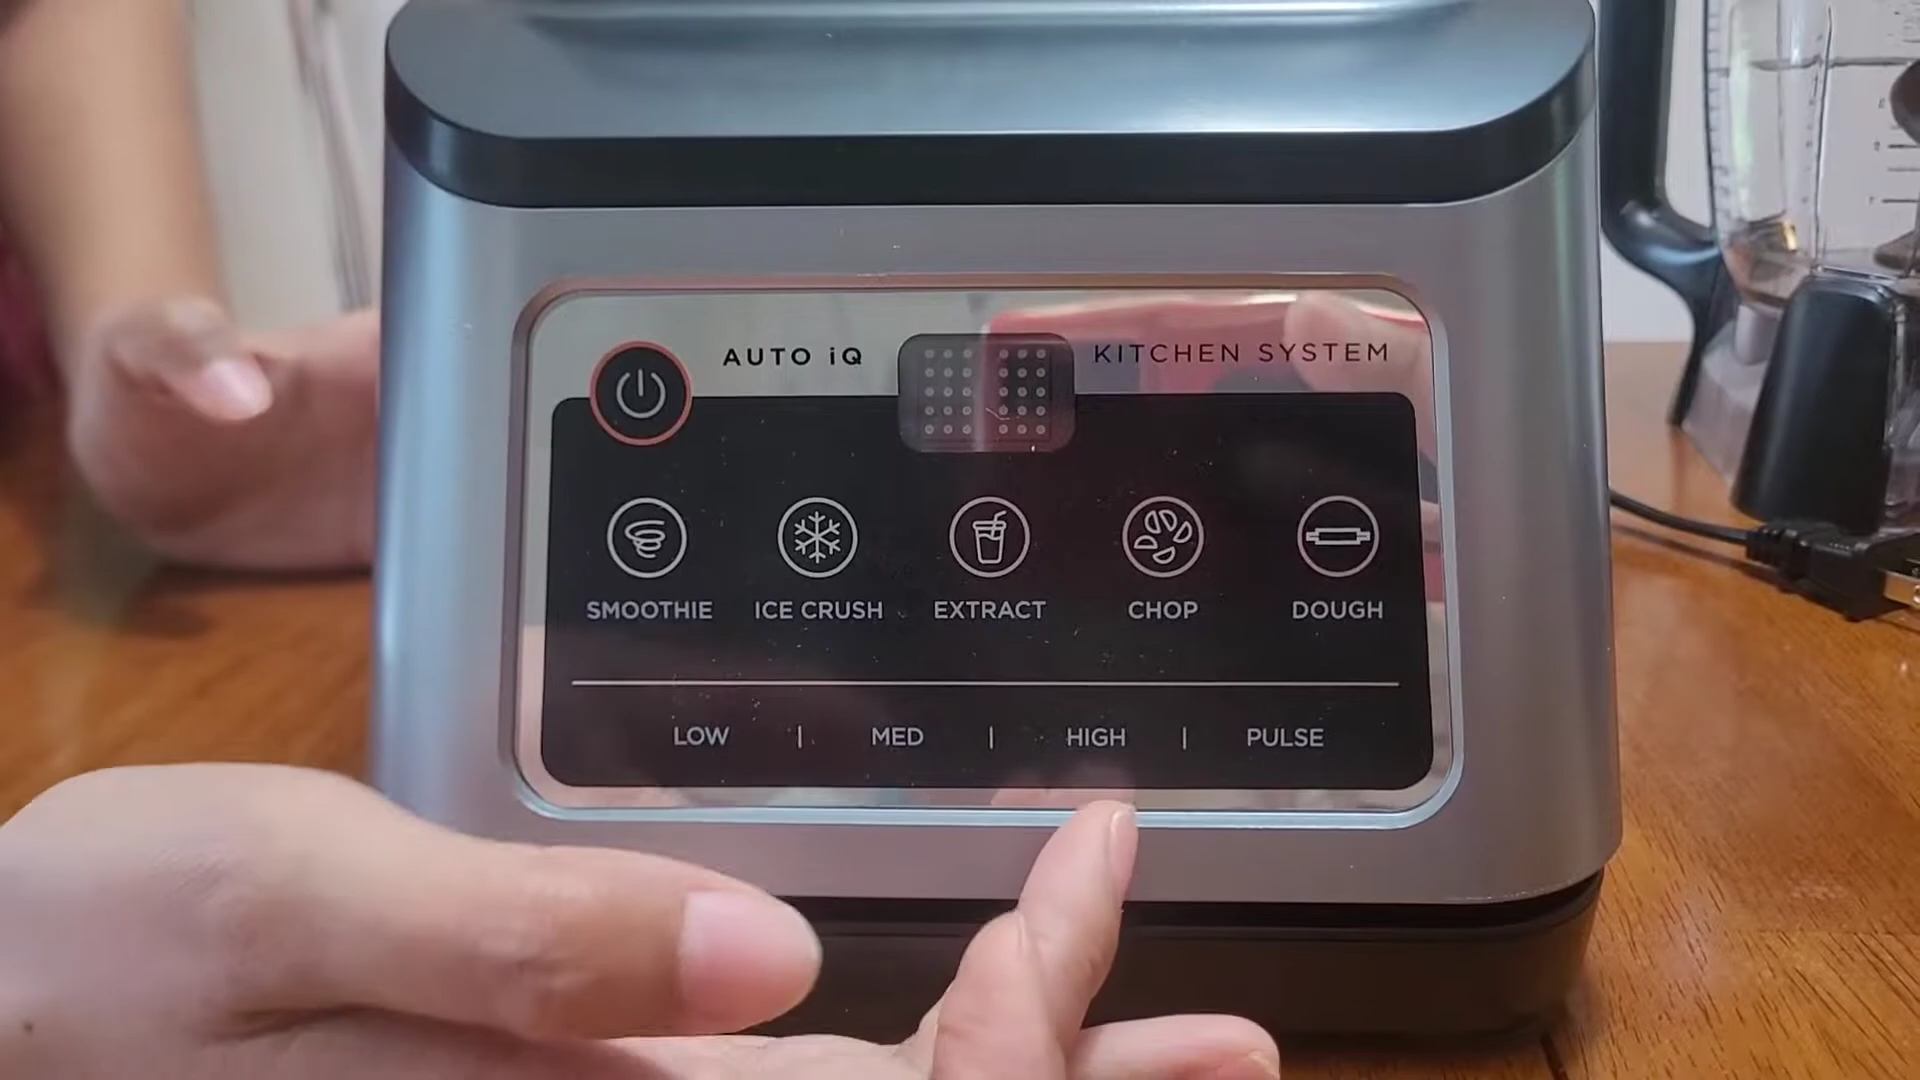 AUTO iQ KITCHEN SYSTEM
SMOOTHIE ICE CRUSH EXTRACT CHOP DOUGH
LOW | MED | HIGH | PULSE